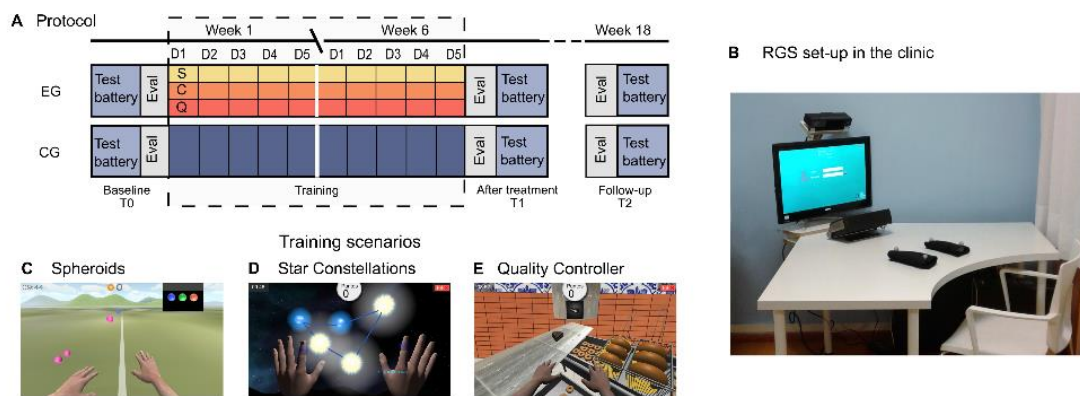 A Protocol
Week 1
Week 6
Week 18
D1 D2 D3 D4 D5 D1 D2 D3 D4 D5
EG
Test battery
Eval
S
C
Q
Eval
Test battery
Eval
Test battery
CG
Test battery
Eval
Eval
Test battery
Eval
Test battery
Baseline
T0
Training
After treatment
T1
Follow-up
T2
B RGS set-up in the clinic
Training scenarios
C Spheroids
D Star Constellations
E Quality Controller
0
Puntos
0
Puntos
0